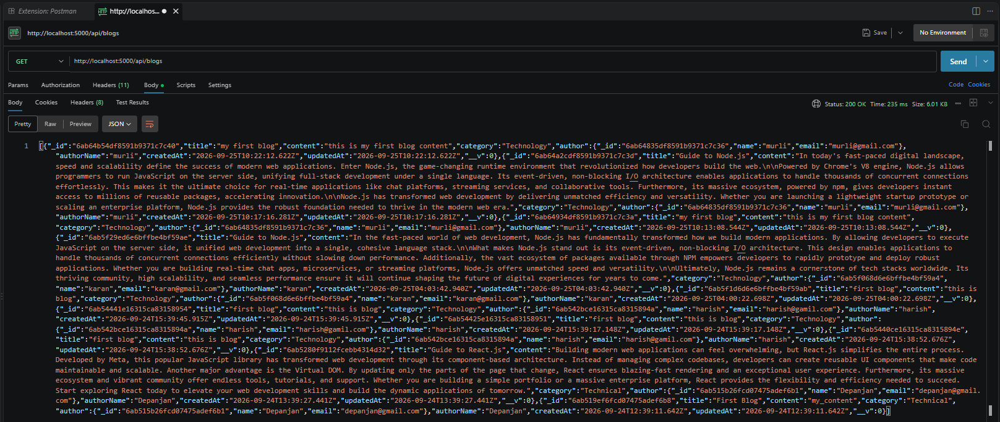 Extension: Postman
HTTP http://localhos...
HTTP http://localhost:5000/api/blogs
Save
No Environment
GET
http://localhost:5000/api/blogs
Send
Params
Authorization
Headers (11)
Body
Scripts
Settings
Code
Cookies
Body
Cookies
Headers (8)
Test Results
Status: 200 OK Time: 235 ms Size: 6.01 KB
Pretty
Raw
Preview
JSON
1
[{"_id":"6ab64b54df8591b9371c7c40","title":"my first blog","content":"this is my first blog content","category":"Technology","author":{"_id":"6ab64835df8591b9371c7c36","name":"murli","email":"murli@gmail.com"},
"authorName":"murli","createdAt":"2026-09-25T10:22:12.622Z","updatedAt":"2026-09-25T10:22:12.622Z","__v":0},{"_id":"6ab64a2cdf8591b9371c7c3d","title":"Guide to Node.js","content":"In today's fast-paced digital landscape,
speed and scalability define the success of modern web applications. Enter Node.js, the game-changing runtime environment that revolutionized how developers build the web.\n\nPowered by Chrome's V8 engine, Node.js allows
programmers to run JavaScript on the server side, unifying full-stack development under a single language. Its event-driven, non-blocking I/O architecture enables applications to handle thousands of concurrent connections
effortlessly. This makes it the ultimate choice for real-time applications like chat platforms, streaming services, and collaborative tools. Furthermore, its massive ecosystem, powered by npm, gives developers instant
access to millions of reusable packages, accelerating innovation.\n\nNode.js has transformed web development by delivering unmatched efficiency and versatility. Whether you are launching a lightweight startup prototype or
scaling an enterprise platform, Node.js provides the robust foundation needed to thrive in the modern web era.","category":"Technology","author":{"_id":"6ab64835df8591b9371c7c36","name":"murli","email":"murli@gmail.com"},
"authorName":"murli","createdAt":"2026-09-25T10:17:16.281Z","updatedAt":"2026-09-25T10:17:16.281Z","__v":0},{"_id":"6ab64934df8591b9371c7c3a","title":"my first blog","content":"this is my first blog content",
"category":"Technology","author":{"_id":"6ab64835df8591b9371c7c36","name":"murli","email":"murli@gmail.com"},"authorName":"murli","createdAt":"2026-09-25T10:13:08.544Z","updatedAt":"2026-09-25T10:13:08.544Z","__v":0},
{"_id":"6ab5f29ed6e6bffbe4bf59ae","title":"Guide to Node.js","content":"In the fast-paced world of web development, Node.js has fundamentally transformed how we build modern applications. By allowing developers to execute
JavaScript on the server side, it unified web development into a single, cohesive language stack.\n\nWhat makes Node.js stand out is its event-driven, non-blocking I/O architecture. This design enables applications to
handle thousands of concurrent connections efficiently without slowing down performance. Additionally, the vast ecosystem of packages available through NPM empowers developers to rapidly prototype and deploy robust
applications. Whether you are building real-time chat apps, microservices, or streaming platforms, Node.js offers unmatched speed and versatility.\n\nUltimately, Node.js remains a cornerstone of tech stacks worldwide. Its
thriving community, high scalability, and seamless performance ensure it will continue shaping the future of digital experiences for years to come.","category":"Technology","author":{"_id":"6ab5f068d6e6bffbe4bf59a4",
"name":"karan","email":"karan@gmail.com"},"authorName":"karan","createdAt":"2026-09-25T04:03:42.940Z","updatedAt":"2026-09-25T04:03:42.940Z","__v":0},{"_id":"6ab5f1d6d6e6bffbe4bf59ab","title":"first blog","content":"this is
blog","category":"Technology","author":{"_id":"6ab5f068d6e6bffbe4bf59a4","name":"karan","email":"karan@gmail.com"},"authorName":"karan","createdAt":"2026-09-25T04:00:22.698Z","updatedAt":"2026-09-25T04:00:22.698Z","__v":0},
{"_id":"6ab54441e16315ca83158954","title":"first blog","content":"this is blog","category":"Technology","author":{"_id":"6ab542bce16315ca8315894a","name":"harish","email":"harish@gamil.com"},"authorName":"harish",
"createdAt":"2026-09-24T15:39:45.915Z","updatedAt":"2026-09-24T15:39:45.915Z","__v":0},{"_id":"6ab54425e16315ca83158951","title":"first blog","content":"this is blog","category":"Technology","author":
{"_id":"6ab542bce16315ca8315894a","name":"harish","email":"harish@gamil.com"},"authorName":"harish","createdAt":"2026-09-24T15:39:17.148Z","updatedAt":"2026-09-24T15:39:17.148Z","__v":0},{"_id":"6ab5440ce16315ca8315894e",
"title":"first blog","content":"this is blog","category":"Technology","author":{"_id":"6ab542bce16315ca8315894a","name":"harish","email":"harish@gamil.com"},"authorName":"harish","createdAt":"2026-09-24T15:38:52.676Z",
"updatedAt":"2026-09-24T15:38:52.676Z","__v":0},{"_id":"6ab5280f9112fcebb4314d32","title":"Guide to React.js","content":"Building modern web applications can feel overwhelming, but React.js simplifies the entire process.
Developed by Meta, this popular JavaScript library has transformed web development through its component-based architecture. Instead of managing complex codebases, developers can create reusable UI components that make code
maintainable and scalable. Another major advantage is the Virtual DOM. By updating only the parts of the page that change, React ensures blazing-fast rendering and an exceptional user experience. Furthermore, its massive
ecosystem and vibrant community offer endless tools, tutorials, and support. Whether you are building a simple portfolio or a massive enterprise platform, React provides the flexibility and efficiency needed to succeed.
Start exploring React today to elevate your web development skills and build the dynamic applications of tomorrow.","category":"Technical","author":{"_id":"6ab515b26fcd07475adef6b1","name":"Depanjan","email":"depanjan@gmail.
com"},"authorName":"Depanjan","createdAt":"2026-09-24T13:39:27.441Z","updatedAt":"2026-09-24T13:39:27.441Z","__v":0},{"_id":"6ab519ef6fcd07475adef6b8","title":"First Blog","content":"my_content","category":"Technical",
"author":{"_id":"6ab515b26fcd07475adef6b1","name":"Depanjan","email":"depanjan@gmail.com"},"authorName":"Depanjan","createdAt":"2026-09-24T12:39:11.642Z","updatedAt":"2026-09-24T12:39:11.642Z","__v":0}]